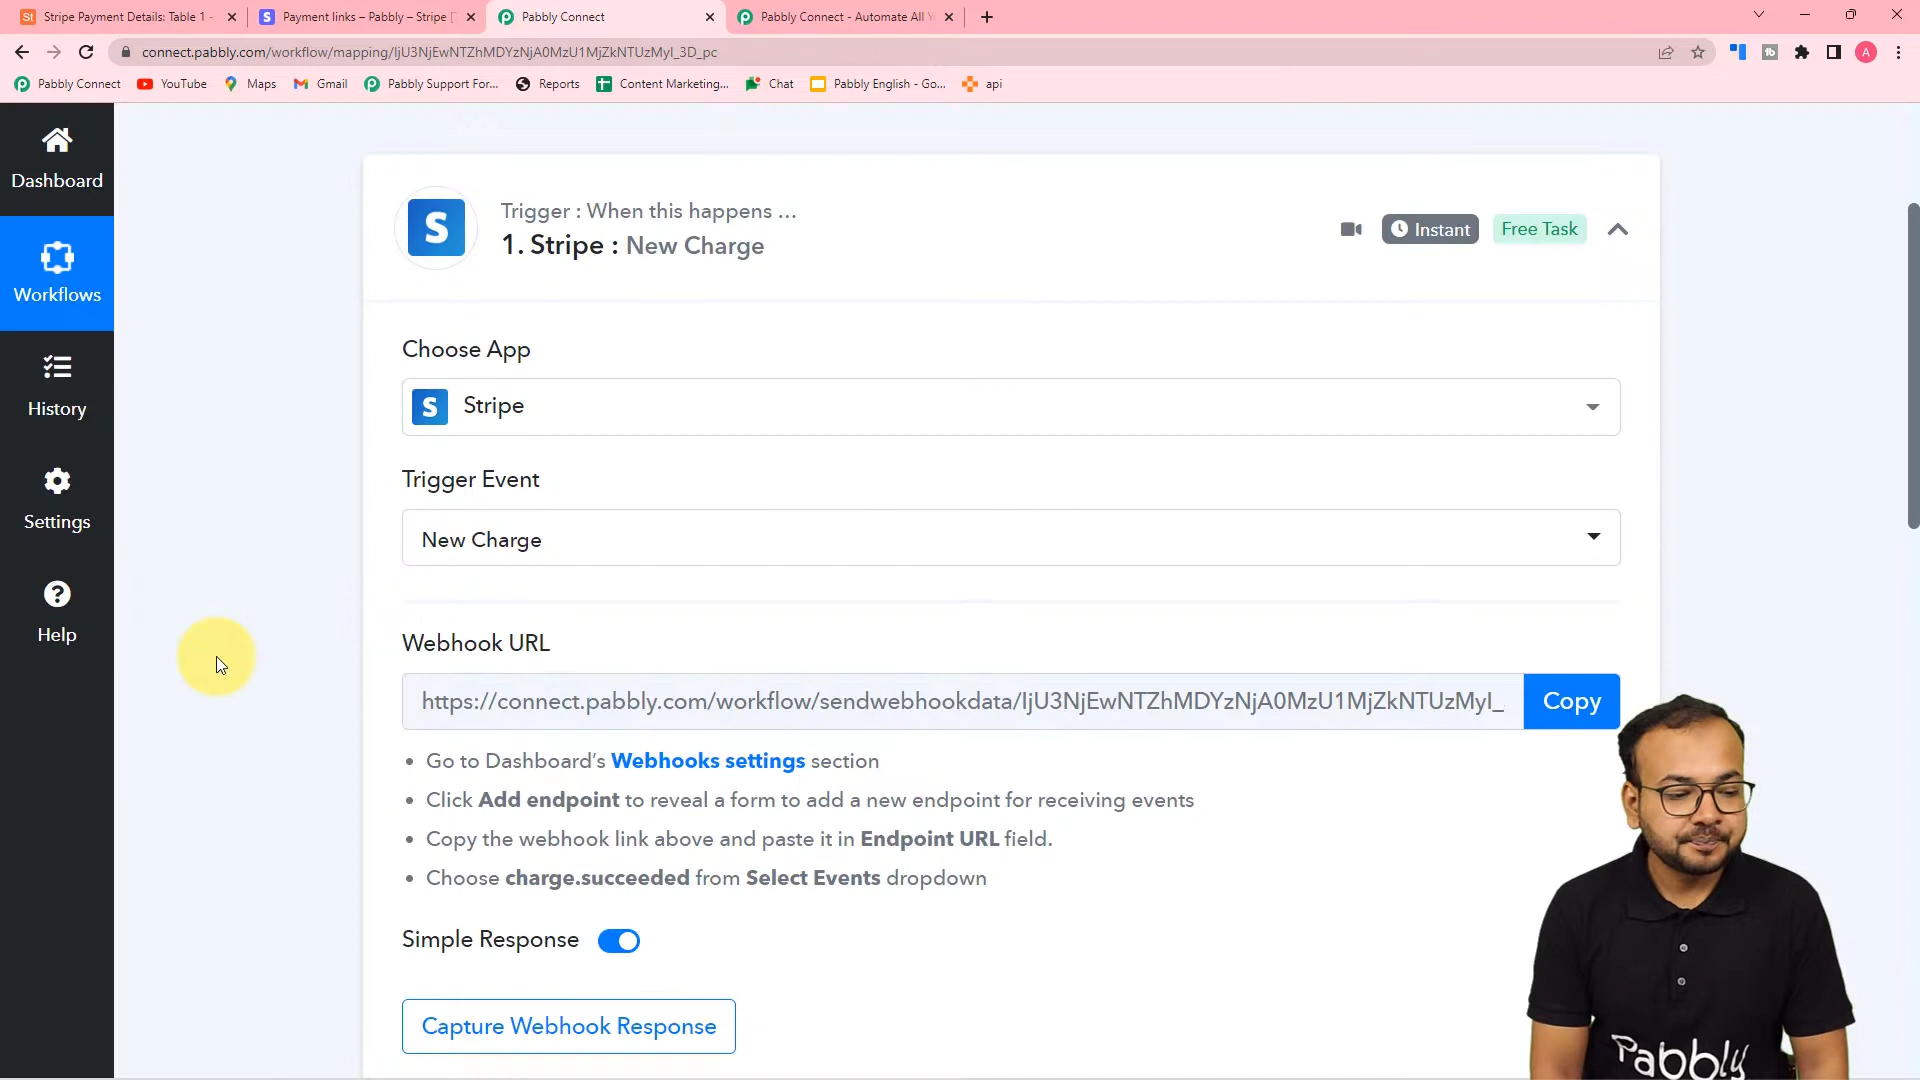 Stripe Payment Details: Table 1 -
Payment links – Pabbly – Stripe [
Pabbly Connect
Pabbly Connect - Automate All Y
connect.pabbly.com/workflow/mapping/IjU3NjEwNTZhMDYzNjA0MzU1MjZkNTUzMyI_3D_pc
Pabbly Connect
YouTube
Maps
Gmail
Pabbly Support For...
Reports
Content Marketing...
Chat
Pabbly English - Go...
api
Dashboard
Workflows
History
Settings
Help
Trigger : When this happens ...
1. Stripe : New Charge
Instant
Free Task
Choose App
Stripe
Trigger Event
New Charge
Webhook URL
https://connect.pabbly.com/workflow/sendwebhookdata/IjU3NjEwNTZhMDYzNjA0MzU1MjZkNTUzMyI_
Copy
• Go to Dashboard's Webhooks settings section
• Click Add endpoint to reveal a form to add a new endpoint for receiving events
• Copy the webhook link above and paste it in Endpoint URL field.
• Choose charge.succeeded from Select Events dropdown
Simple Response
Capture Webhook Response
Pabbly